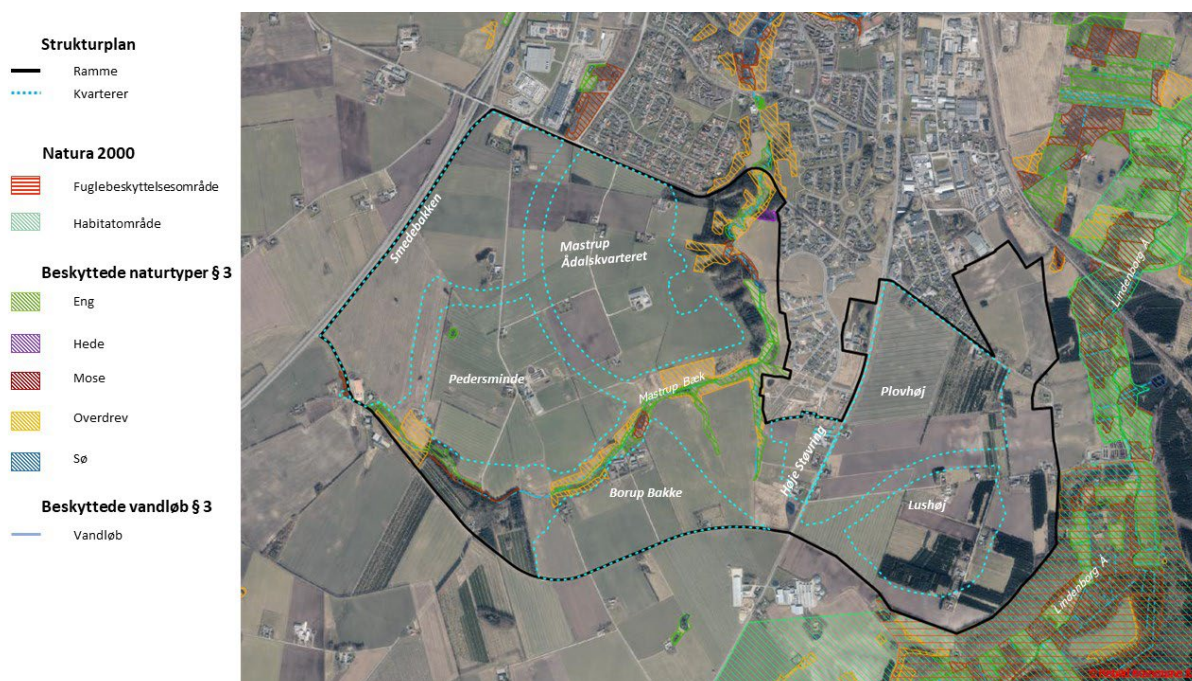 Strukturplan
Ramme
Kvarterer
Natura 2000
Fuglebeskyttelsesområde
Habitatområde
Beskyttede naturtyper § 3
Eng
Hede
Mose
Overdrev
Sø
Beskyttede vandløb § 3
Vandløb
Smedebakken
Mastrup
Ådalskvarteret
Lindenborg Å
Pedersminde
Mastrup Bæk
Plovhøj
Høje Støvring
Borup Bakke
Lushøj
Lindenborg Å